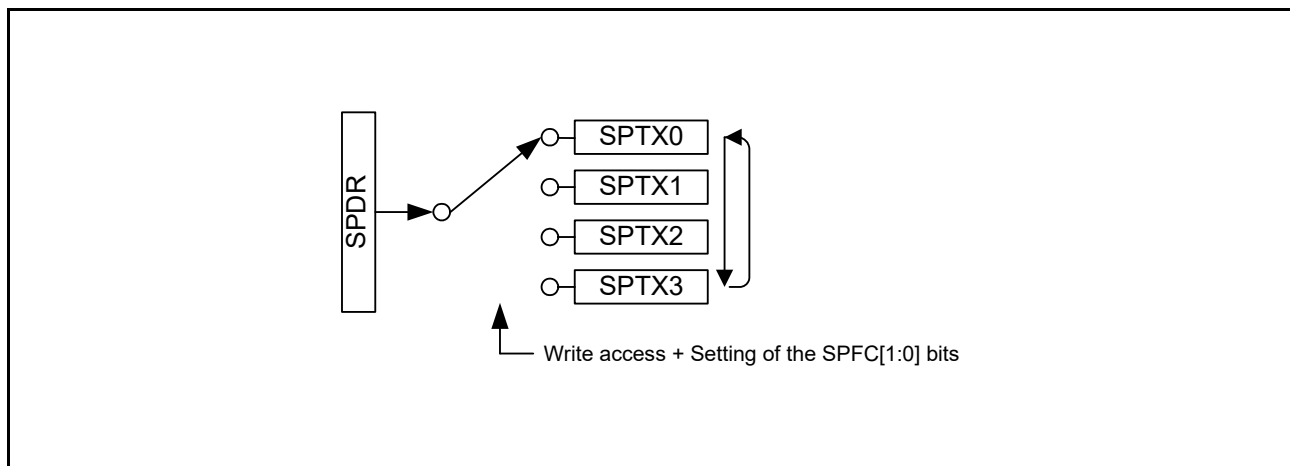 SPDR
SPTX0
SPTX1
SPTX2
SPTX3
Write access + Setting of the SPFC[1:0] bits